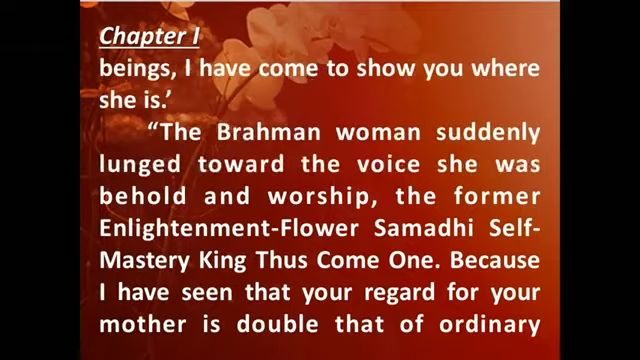 Chapter I
beings, I have come to show you where
she is.’
“The Brahman woman suddenly
lunged toward the voice she was
behold and worship, the former
Enlightenment-Flower Samadhi Self-
Mastery King Thus Come One. Because
I have seen that your regard for your
mother is double that of ordinary